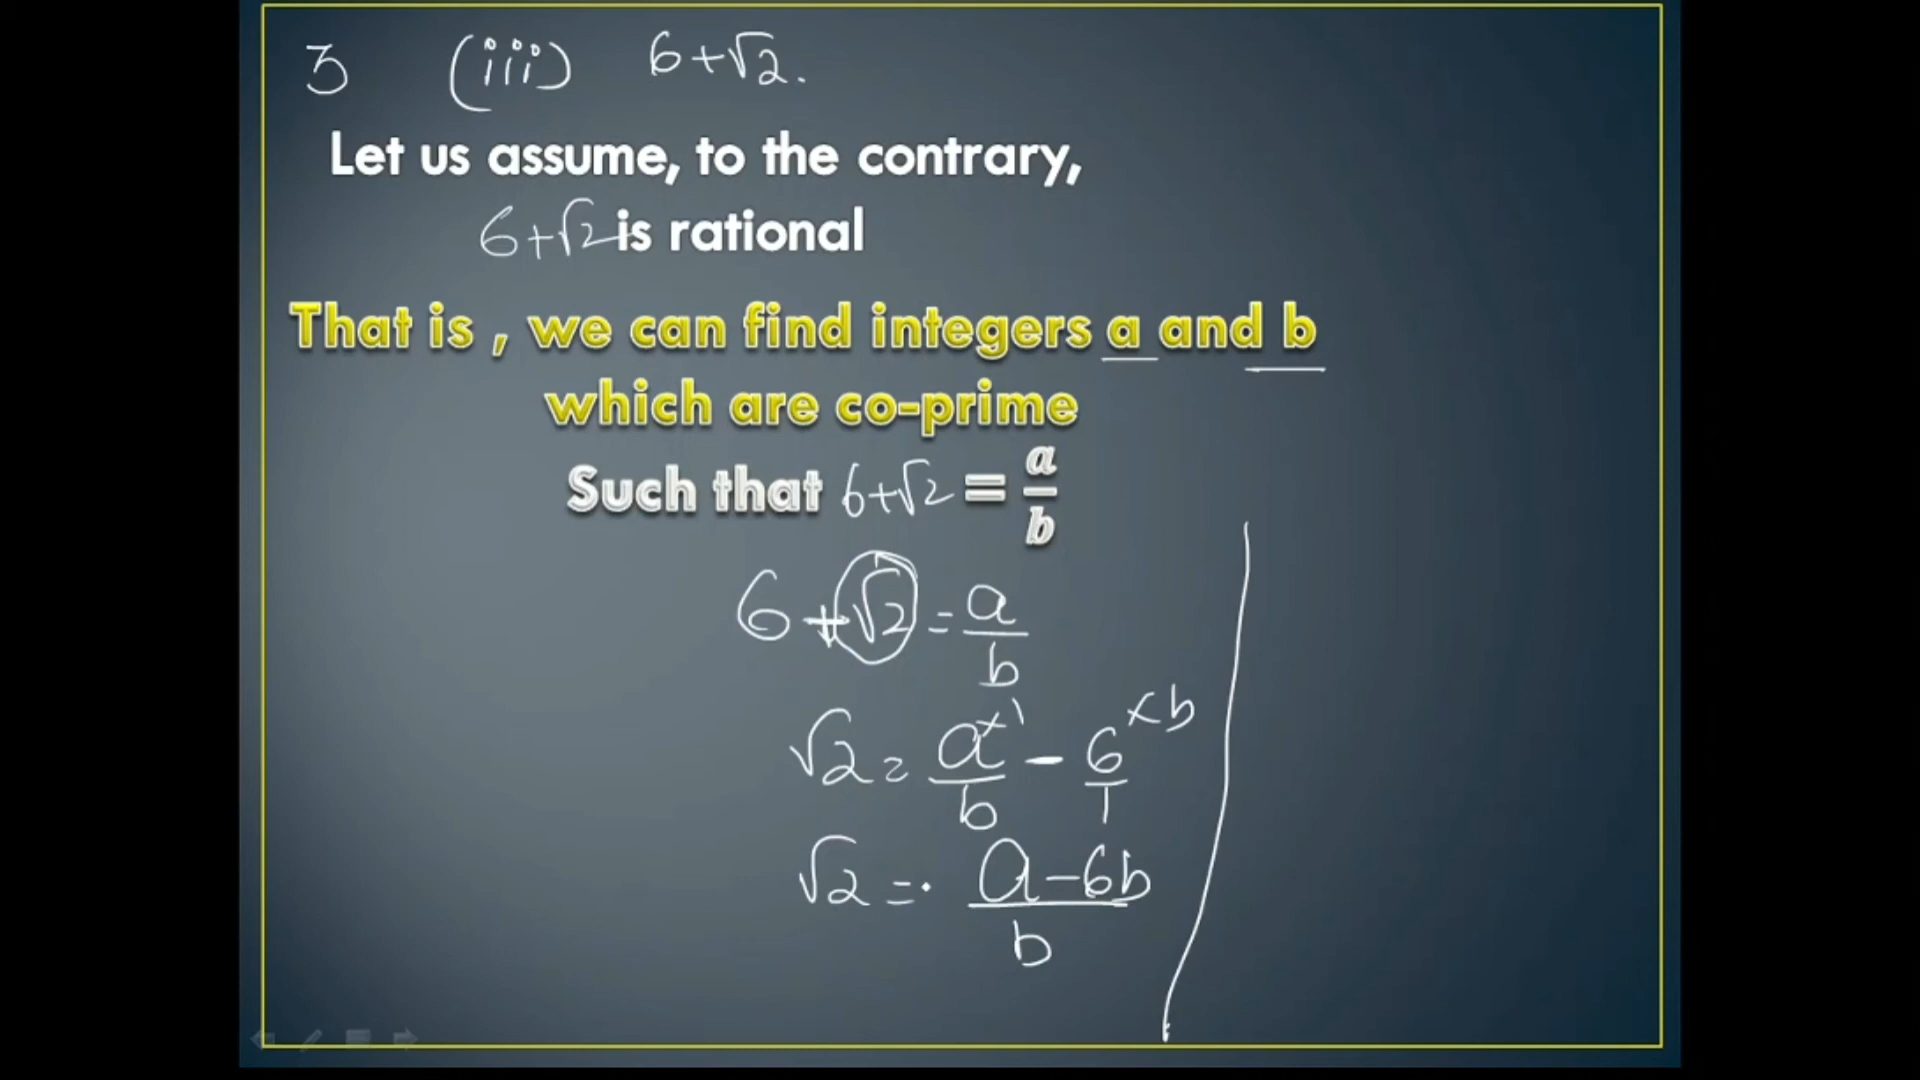 3 (iii) 6+√2.
Let us assume, to the contrary,
6+√2 is rational
That is , we can find integers a and b
which are co-prime
Such that 6+√2 = a/b
6+√2 = a/b
√2 = a×1/b - 6×b/1
√2 = a-6b/b